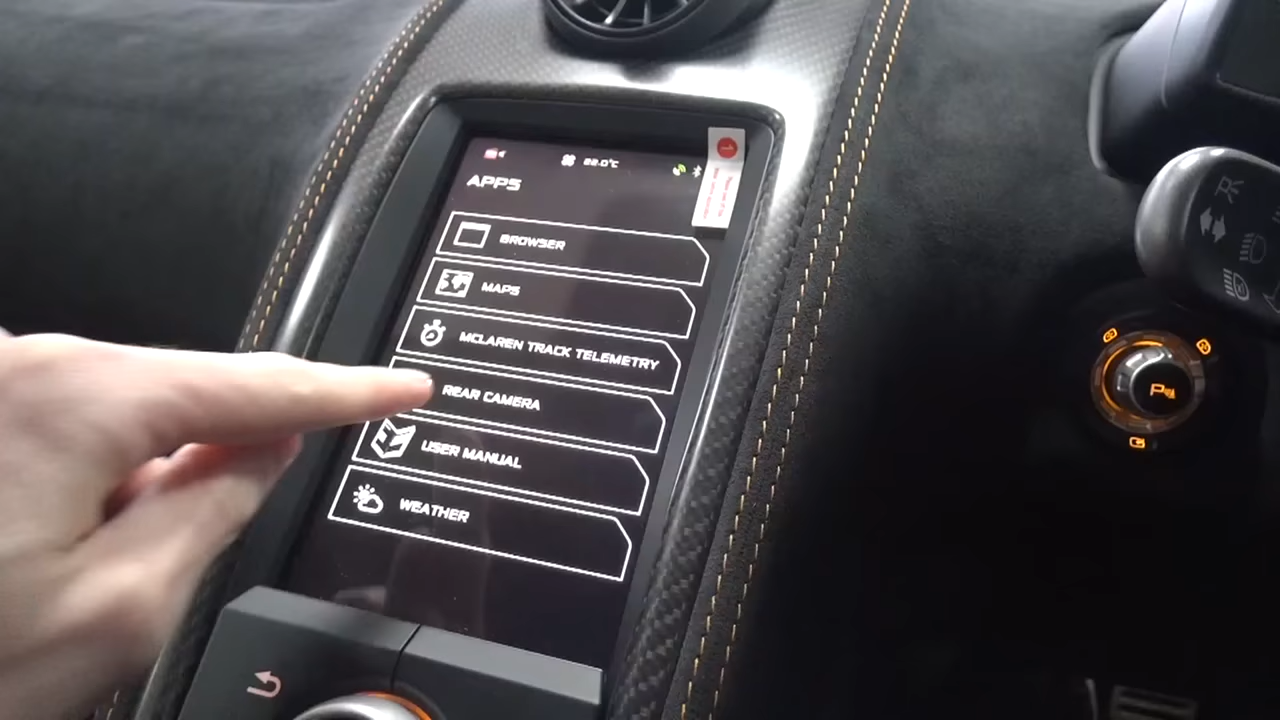 22.0°C
APPS
BROWSER
MAPS
MCLAREN TRACK TELEMETRY
REAR CAMERA
USER MANUAL
WEATHER